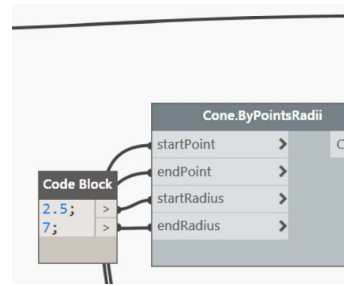 Cone.ByPointsRadii
startPoint >
endPoint >
startRadius >
endRadius >
C
Code Block
2.5; >
7; >